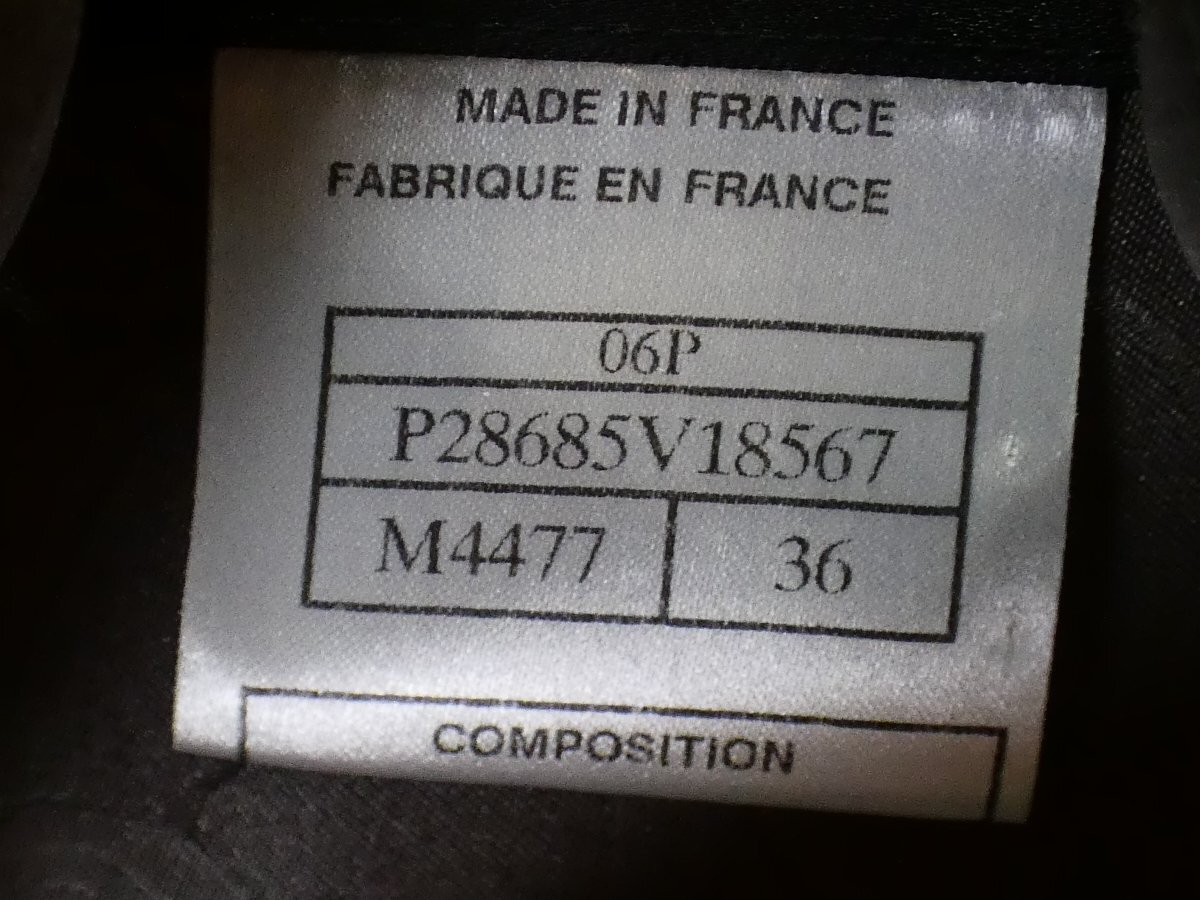 MADE IN FRANCE
FABRIQUE EN FRANCE
06P
P28685V18567
M4477 36
COMPOSITION